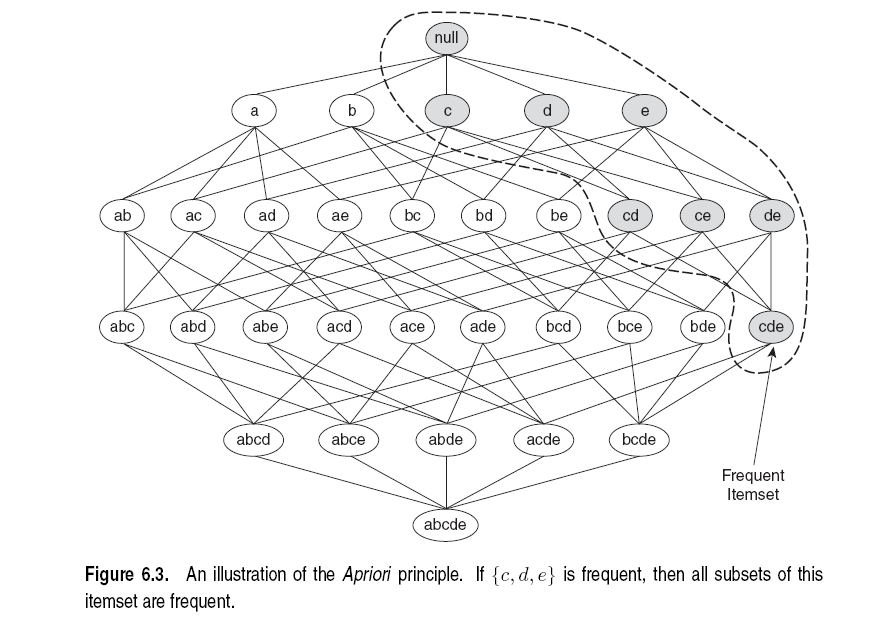 null
a b c d e
ab ac ad ae bc bd be cd ce de
abc abd abe acd ace ade bcd bce bde cde
abcd abce abde acde bcde
Frequent
Itemset
abcde
Figure 6.3. An illustration of the Apriori principle. If {c, d, e} is frequent, then all subsets of this
itemset are frequent.